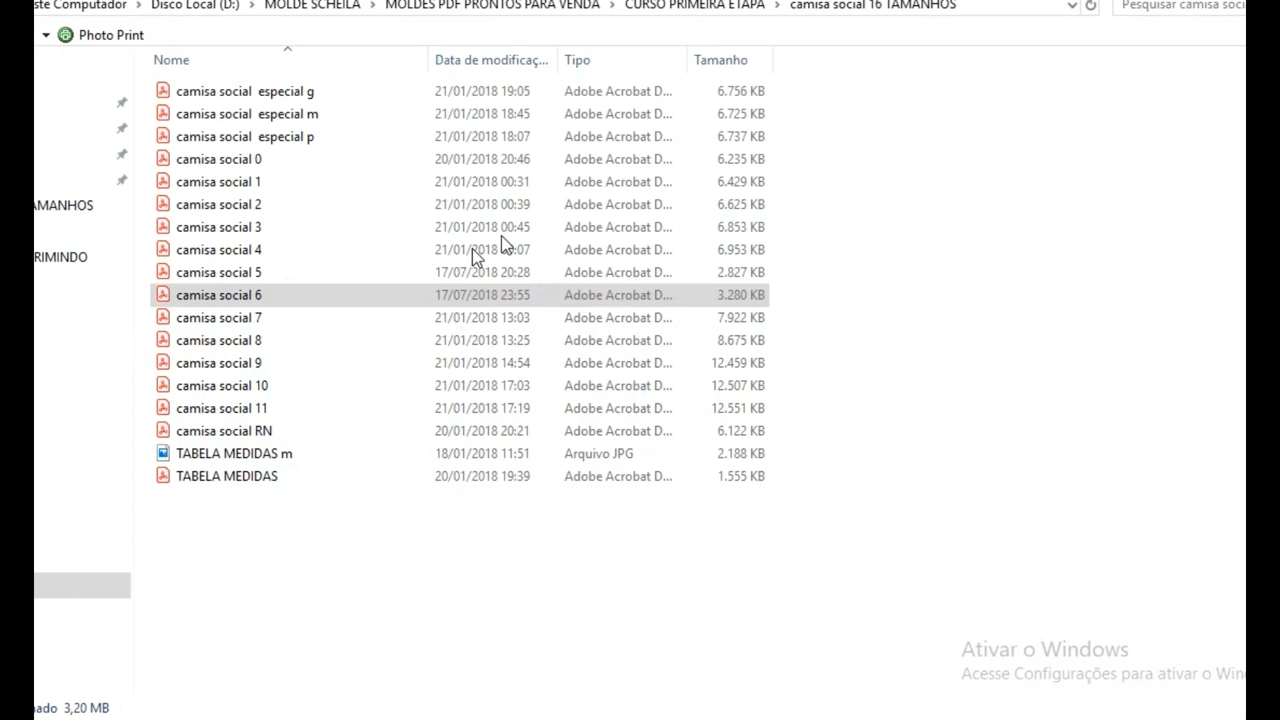 ste Computador > Disco Local (D:) > MOLDE SCHEILA > MOLDES PDF PRONTOS PARA VENDA > CURSO PRIMEIRA ETAPA > camisa social 16 TAMANHOS
Pesquisar camisa soci
Photo Print
Nome Data de modificaç... Tipo Tamanho
camisa social  especial g 21/01/2018 19:05 Adobe Acrobat D... 6.756 KB
camisa social  especial m 21/01/2018 18:45 Adobe Acrobat D... 6.725 KB
camisa social  especial p 21/01/2018 18:07 Adobe Acrobat D... 6.737 KB
camisa social 0 20/01/2018 20:46 Adobe Acrobat D... 6.235 KB
camisa social 1 21/01/2018 00:31 Adobe Acrobat D... 6.429 KB
AMANHOS
camisa social 2 21/01/2018 00:39 Adobe Acrobat D... 6.625 KB
camisa social 3 21/01/2018 00:45 Adobe Acrobat D... 6.853 KB
RIMINDO
camisa social 4 21/01/2018 :07 Adobe Acrobat D... 6.953 KB
camisa social 5 17/07/2018 20:28 Adobe Acrobat D... 2.827 KB
camisa social 6 17/07/2018 23:55 Adobe Acrobat D... 3.280 KB
camisa social 7 21/01/2018 13:03 Adobe Acrobat D... 7.922 KB
camisa social 8 21/01/2018 13:25 Adobe Acrobat D... 8.675 KB
camisa social 9 21/01/2018 14:54 Adobe Acrobat D... 12.459 KB
camisa social 10 21/01/2018 17:03 Adobe Acrobat D... 12.507 KB
camisa social 11 21/01/2018 17:19 Adobe Acrobat D... 12.551 KB
camisa social RN 20/01/2018 20:21 Adobe Acrobat D... 6.122 KB
TABELA MEDIDAS m 18/01/2018 11:51 Arquivo JPG 2.188 KB
TABELA MEDIDAS 20/01/2018 19:39 Adobe Acrobat D... 1.555 KB
Ativar o Windows
Acesse Configurações para ativar o Win
ado 3,20 MB